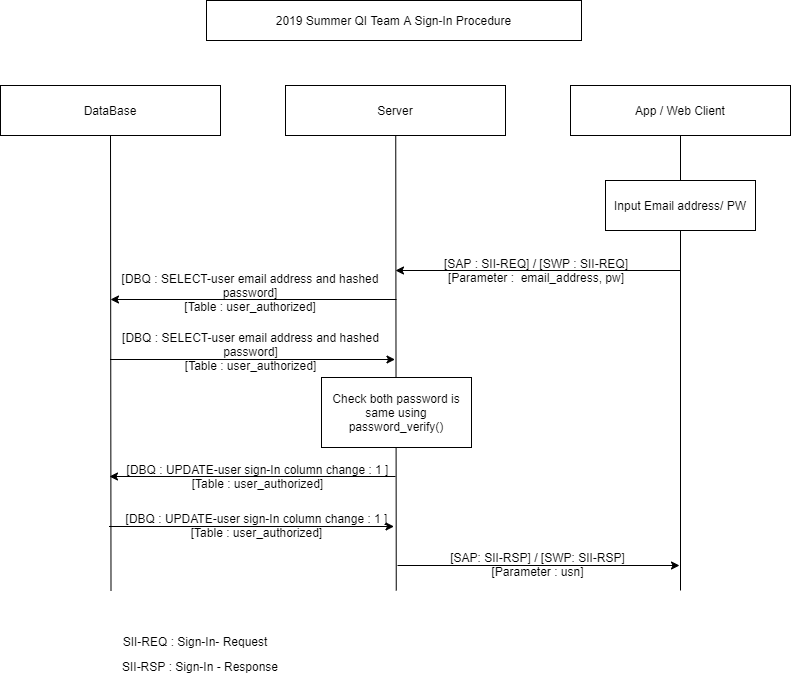 2019 Summer QI Team A Sign-In Procedure
DataBase
Server
App / Web Client
Input Email address/ PW
[SAP : SII-REQ] / [SWP : SII-REQ]
[Parameter :  email_address, pw]
[DBQ : SELECT-user email address and hashed
password]
[Table : user_authorized]
[DBQ : SELECT-user email address and hashed
password]
[Table : user_authorized]
Check both password is
same using
password_verify()
[DBQ : UPDATE-user sign-In column change : 1 ]
[Table : user_authorized]
[DBQ : UPDATE-user sign-In column change : 1 ]
[Table : user_authorized]
[SAP: SII-RSP] / [SWP: SII-RSP]
[Parameter : usn]
SII-REQ : Sign-In- Request
SII-RSP : Sign-In - Response